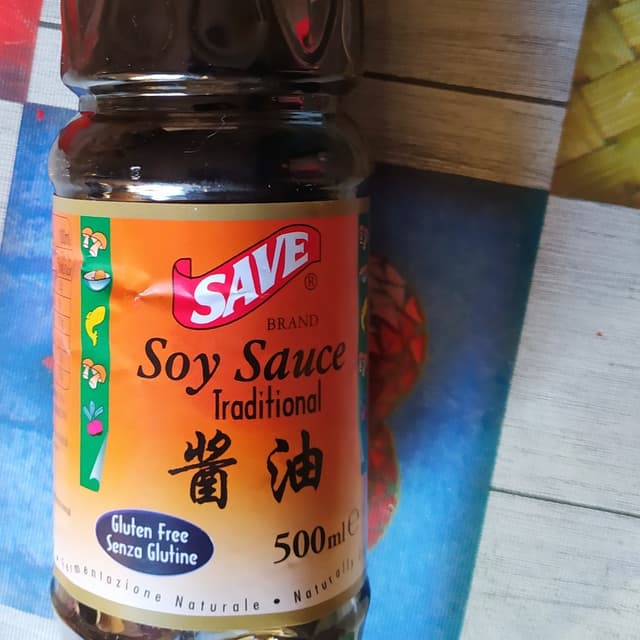 SAVE
®
BRAND
Soy Sauce
Traditional
酱油
Gluten Free
Senza Glutine
500ml e
Fermentazione Naturale • Naturally